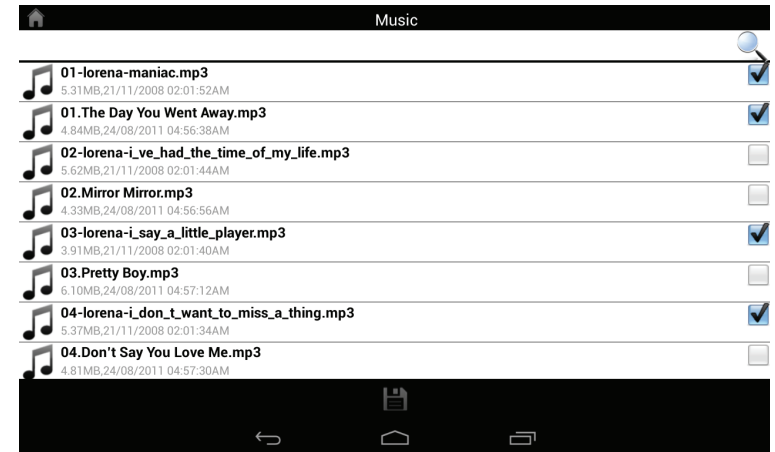 Music
01-lorena-maniac.mp3
5.31MB,21/11/2008 02:01:52AM
01.The Day You Went Away.mp3
4.84MB,24/08/2011 04:56:38AM
02-lorena-i_ve_had_the_time_of_my_life.mp3
5.62MB,21/11/2008 02:01:44AM
02.Mirror Mirror.mp3
4.33MB,24/08/2011 04:56:56AM
03-lorena-i_say_a_little_player.mp3
3.91MB,21/11/2008 02:01:40AM
03.Pretty Boy.mp3
6.10MB,24/08/2011 04:57:12AM
04-lorena-i_don_t_want_to_miss_a_thing.mp3
5.37MB,21/11/2008 02:01:34AM
04.Don't Say You Love Me.mp3
4.81MB,24/08/2011 04:57:30AM